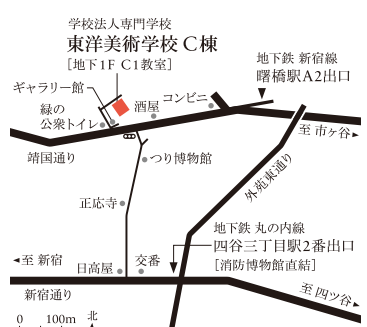 学校法人専門学校
東洋美術学校 C棟
[地下1F C1教室]
地下鉄 新宿線
曙橋駅A2出口
ギャラリー館
コンビニ
緑の
公衆トイレ
酒屋
至 市ヶ谷
靖国通り
つり博物館
外苑東通り
正応寺
地下鉄 丸の内線
四谷三丁目駅2番出口
[消防博物館直結]
至 新宿
日高屋
交番
新宿通り
至 四ツ谷
0 100m
北